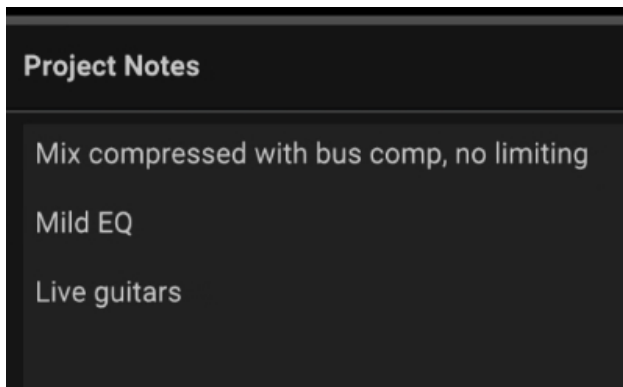 Project Notes
Mix compressed with bus comp, no limiting
Mild EQ
Live guitars